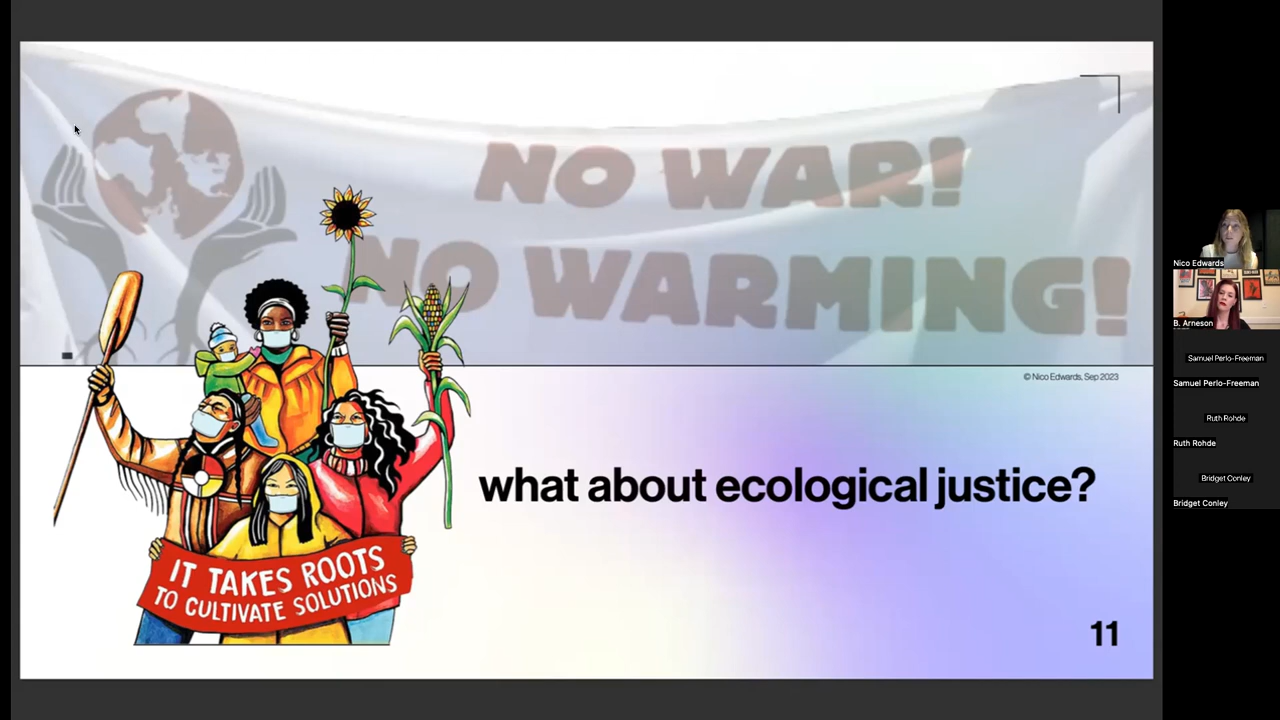 NO WAR!
NO WARMING!
© Nico Edwards, Sep 2023
what about ecological justice?
IT TAKES ROOTS
TO CULTIVATE SOLUTIONS
11
Nico Edwards
B. Arneson
Samuel Perlo-Freeman
Samuel Perlo-Freeman
Ruth Rohde
Ruth Rohde
Bridget Conley
Bridget Conley